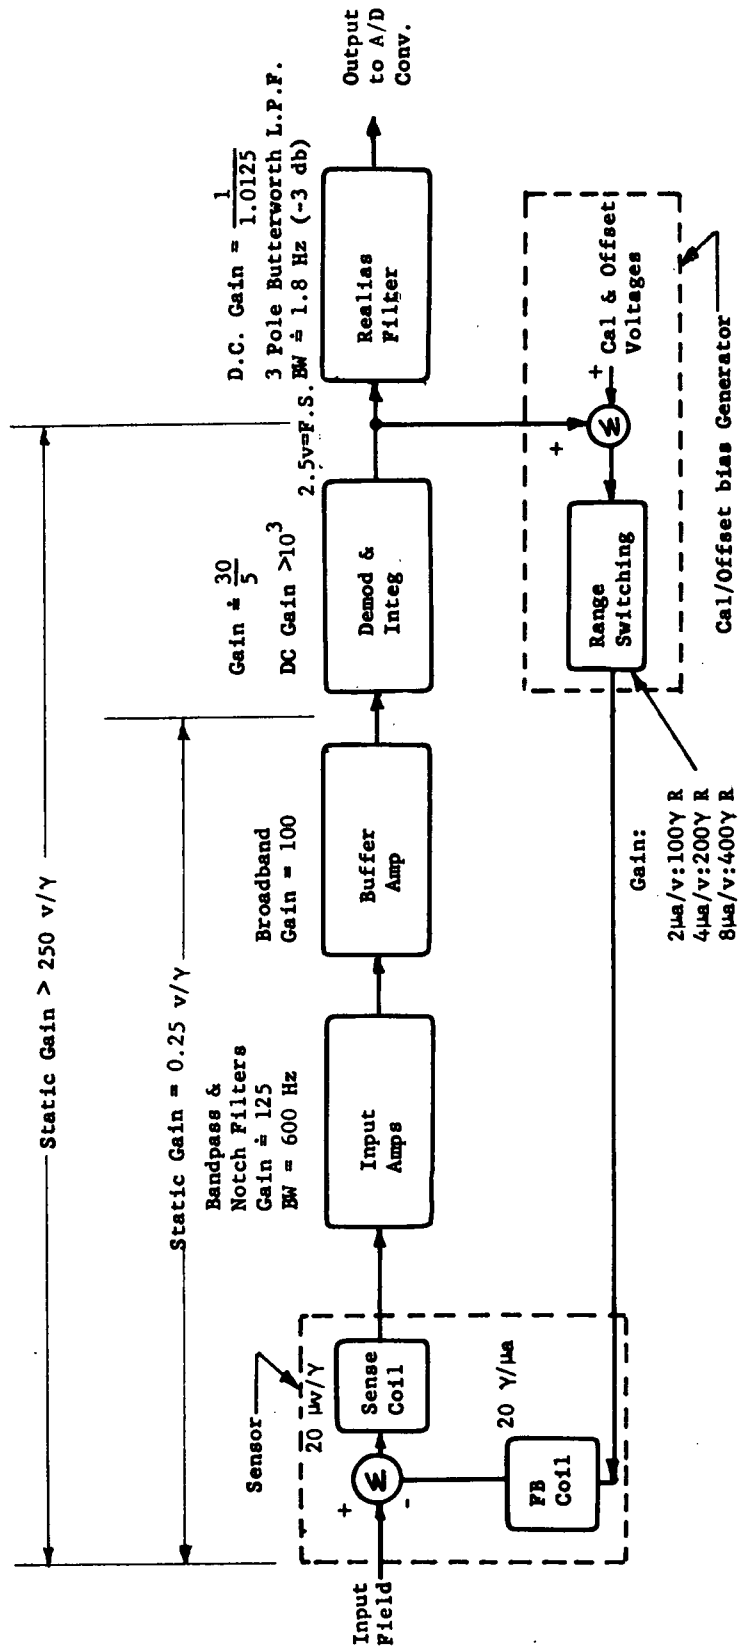 Static Gain > 250 v/γ
Static Gain = 0.25 v/γ
Sensor
20 μv/γ
Bandpass &
Notch Filters
Gain ≐ 125
BW = 600 Hz
Broadband
Gain = 100
Gain ≐ 30/5
DC Gain >10³
2.5v=F.S.
D.C. Gain = 1/1.0125
3 Pole Butterworth L.P.F.
BW ≐ 1.8 Hz (-3 db)
Input
Field
+
-
Σ
Sense
Coil
Input
Amps
Buffer
Amp
Demod &
Integ
Realias
Filter
Output
to A/D
Conv.
20 γ/μa
FB
Coil
Gain:
2μa/v:100γ R
4μa/v:200γ R
8μa/v:400γ R
Range
Switching
+
Σ
+
Cal & Offset
Voltages
Cal/Offset bias Generator